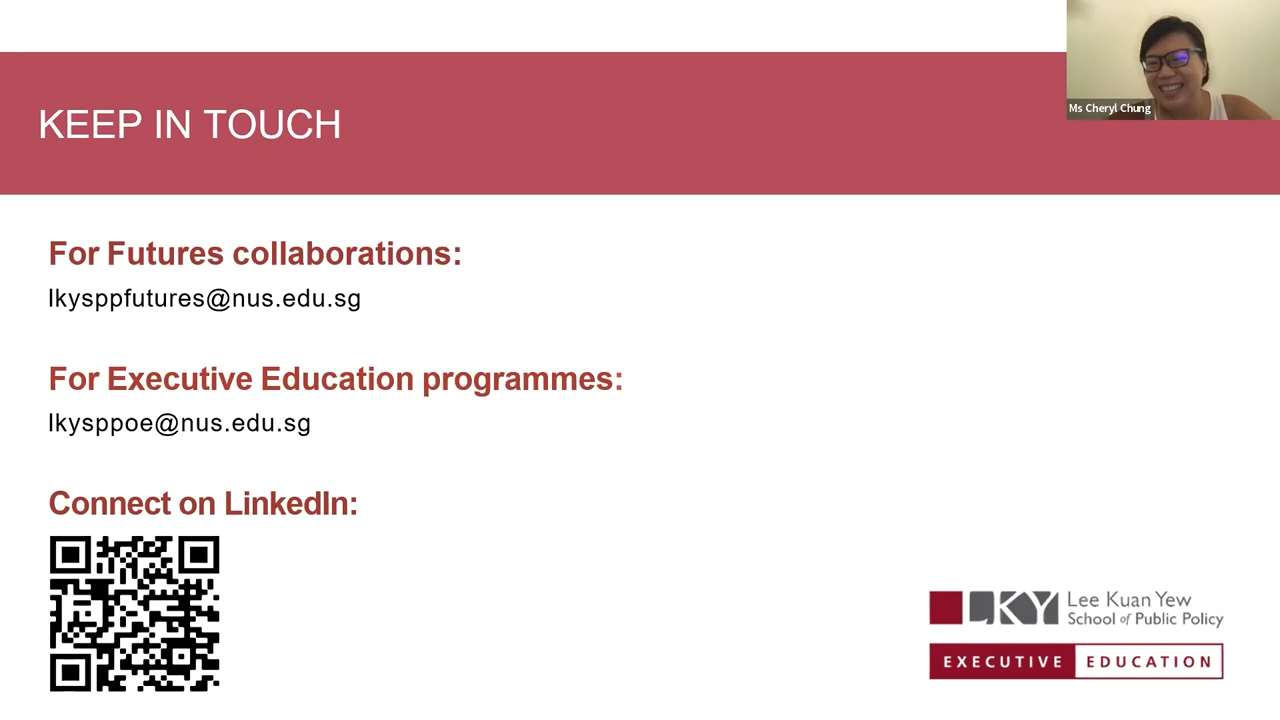 Ms Cheryl Chung
KEEP IN TOUCH
For Futures collaborations:
lkysppfutures@nus.edu.sg
For Executive Education programmes:
lkysppoe@nus.edu.sg
Connect on LinkedIn:
LKY Lee Kuan Yew
School of Public Policy
EXECUTIVE EDUCATION